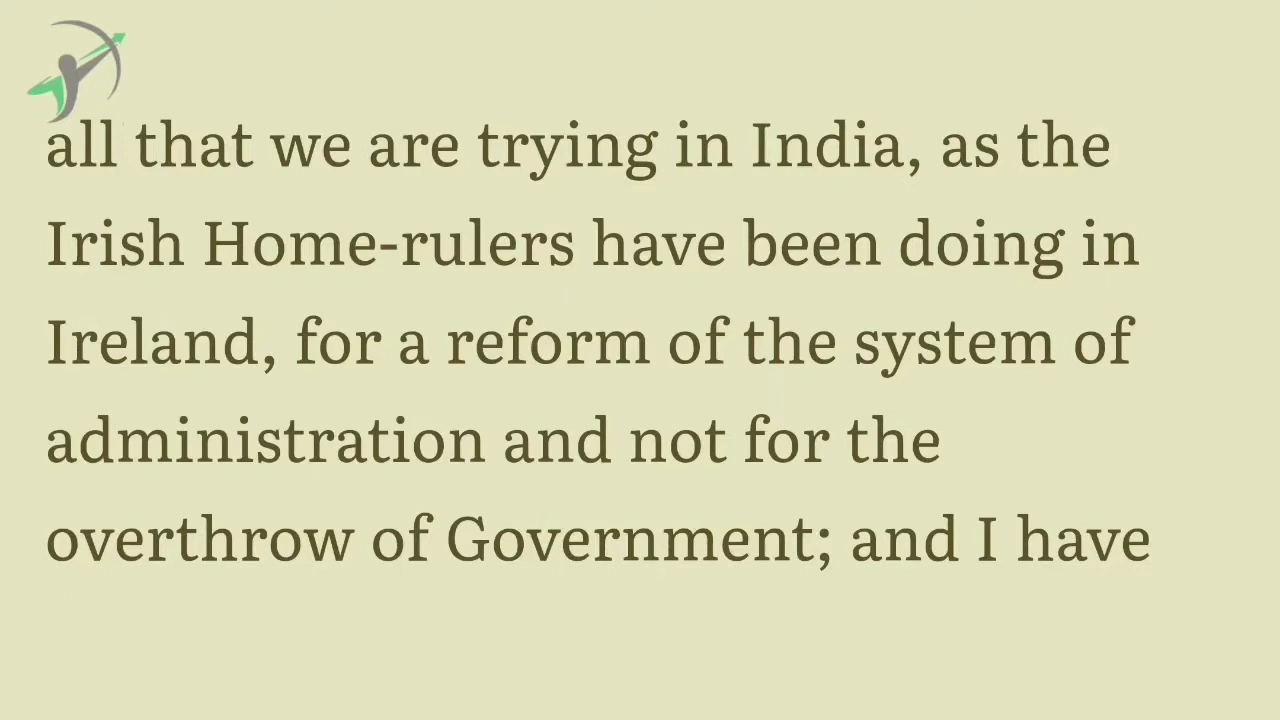 all that we are trying in India, as the
Irish Home-rulers have been doing in
Ireland, for a reform of the system of
administration and not for the
overthrow of Government; and I have